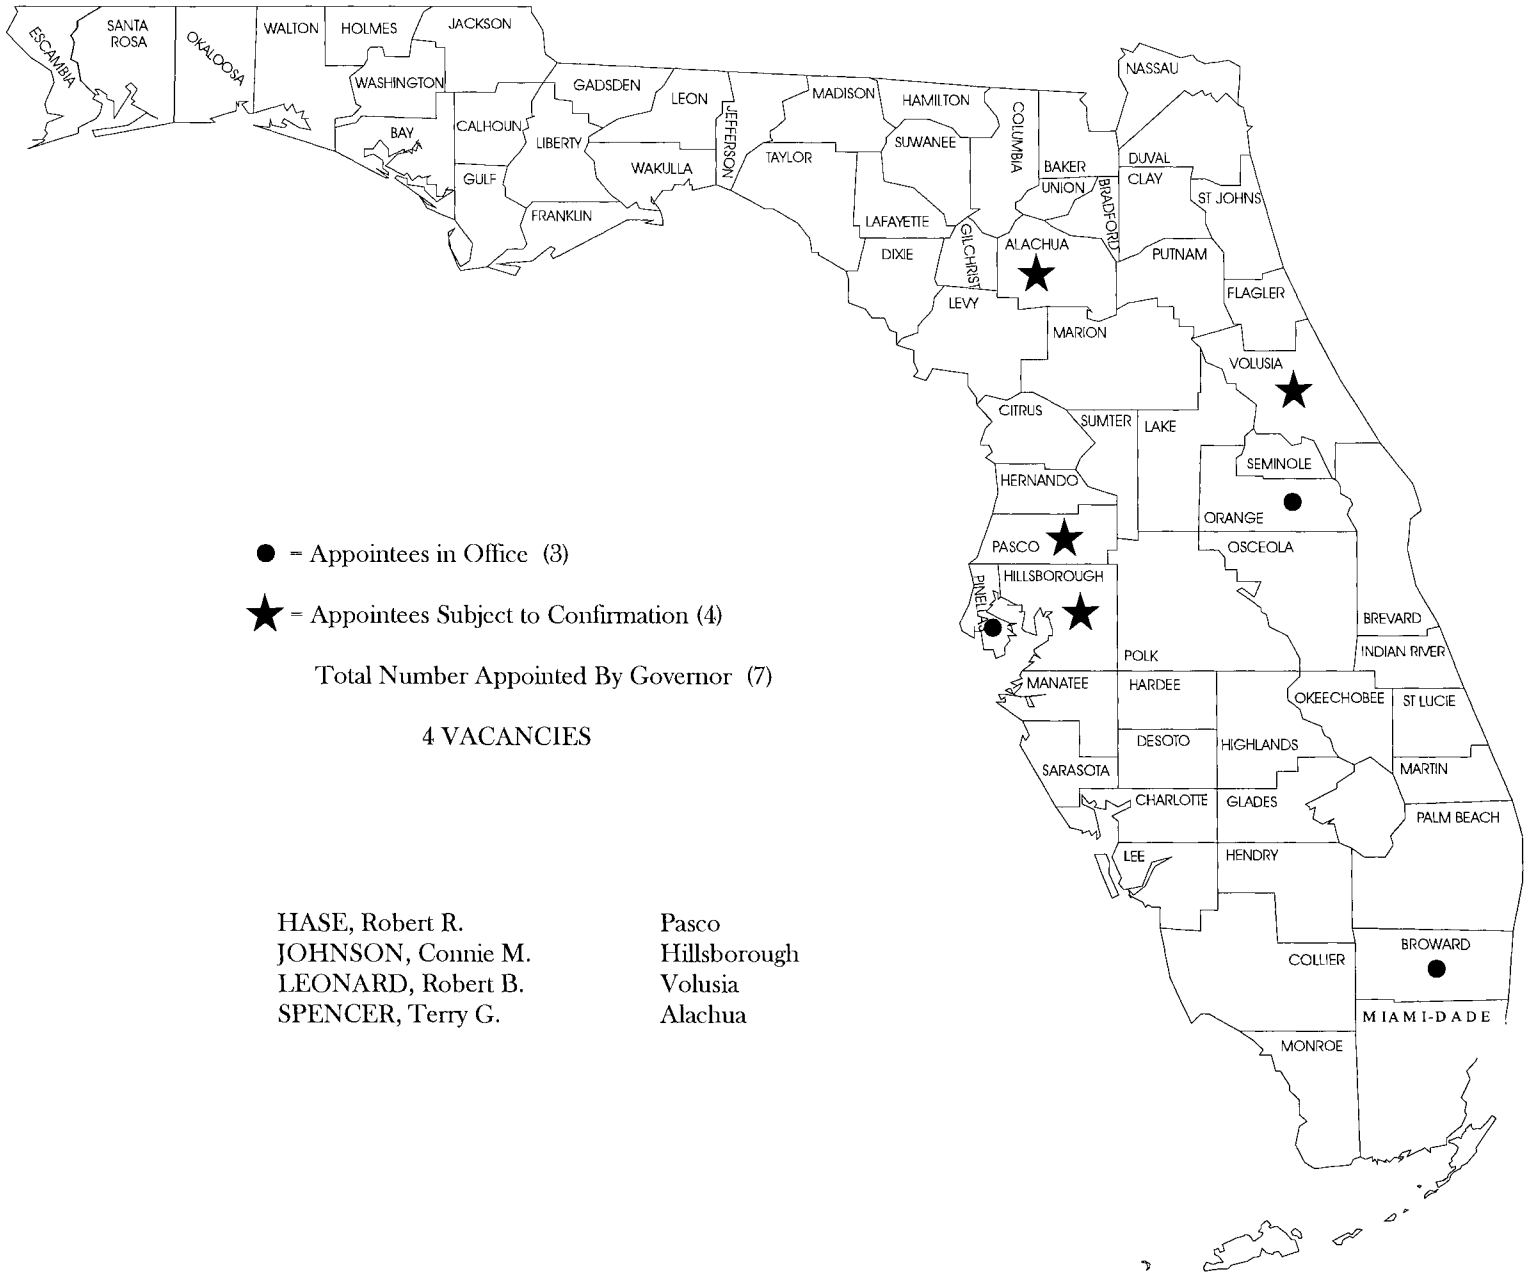 ESCAMBIA
SANTA
ROSA
OKALOOSA
WALTON
HOLMES
JACKSON
WASHINGTON
BAY
CALHOUN
GULF
GADSDEN
LIBERTY
FRANKLIN
LEON
WAKULLA
JEFFERSON
MADISON
TAYLOR
HAMILTON
SUWANEE
LAFAYETTE
DIXIE
COLUMBIA
GILCHRIST
BAKER
UNION
BRADFORD
NASSAU
DUVAL
CLAY
ST JOHNS
ALACHUA
PUTNAM
FLAGLER
LEVY
MARION
VOLUSIA
CITRUS
SUMTER
LAKE
SEMINOLE
HERNANDO
ORANGE
PASCO
OSCEOLA
PINELLAS
HILLSBOROUGH
POLK
BREVARD
INDIAN RIVER
MANATEE
HARDEE
OKEECHOBEE
ST LUCIE
DESOTO
HIGHLANDS
SARASOTA
MARTIN
CHARLOTTE
GLADES
PALM BEACH
LEE
HENDRY
BROWARD
COLLIER
MIAMI-DADE
MONROE
= Appointees in Office (3)
= Appointees Subject to Confirmation (4)
Total Number Appointed By Governor (7)
4 VACANCIES
HASE, Robert R. Pasco
JOHNSON, Connie M. Hillsborough
LEONARD, Robert B. Volusia
SPENCER, Terry G. Alachua